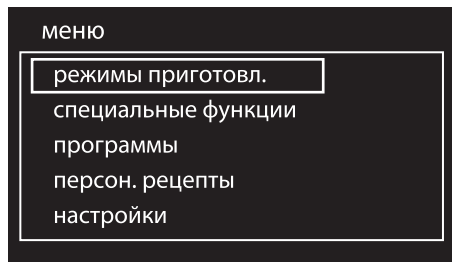 меню
режимы приготовл.
специальные функции
программы
персон. рецепты
настройки